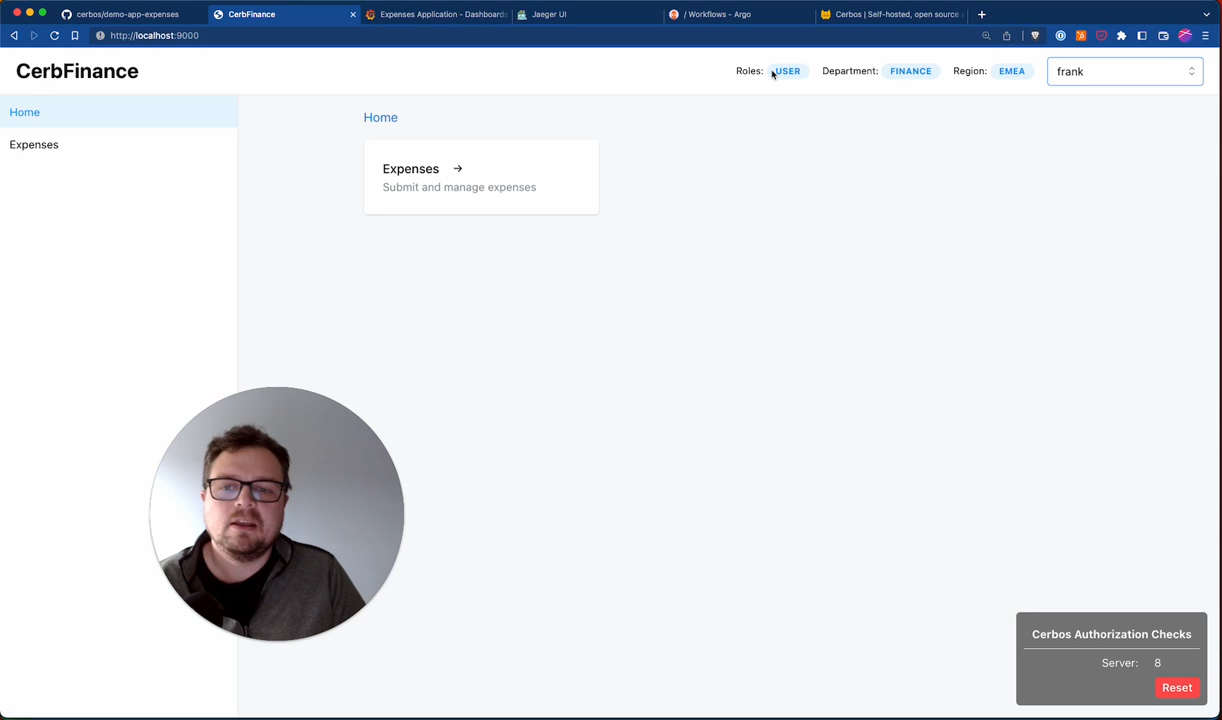 cerbos/demo-app-expenses
CerbFinance
Expenses Application - Dashboards
Jaeger UI
/ Workflows - Argo
Cerbos | Self-hosted, open source
http://localhost:9000
CerbFinance
Roles: USER Department: FINANCE Region: EMEA frank
Home
Expenses
Home
Expenses →
Submit and manage expenses
Cerbos Authorization Checks
Server: 8
Reset